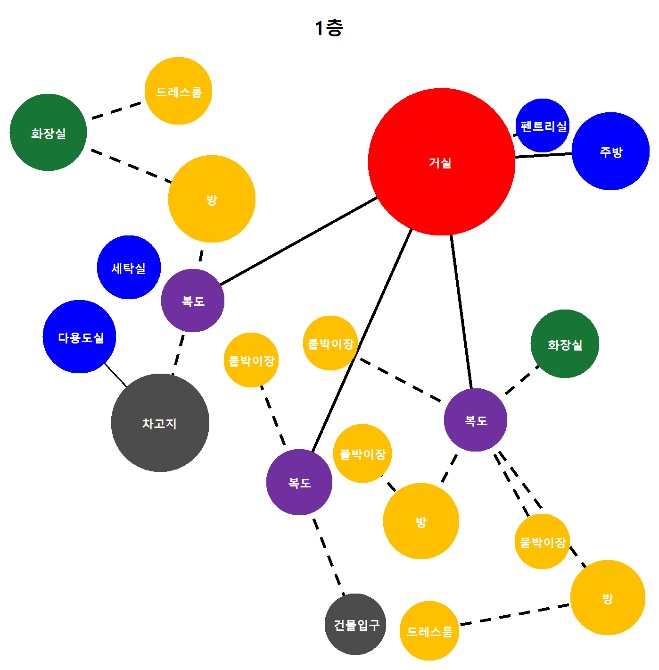 1층
드레스룸
화장실
펜트리실
주방
거실
방
세탁실
복도
다용도실
붙박이장
붙박이장
화장실
차고지
복도
붙박이장
복도
방
붙박이장
방
건물입구
드레스룸